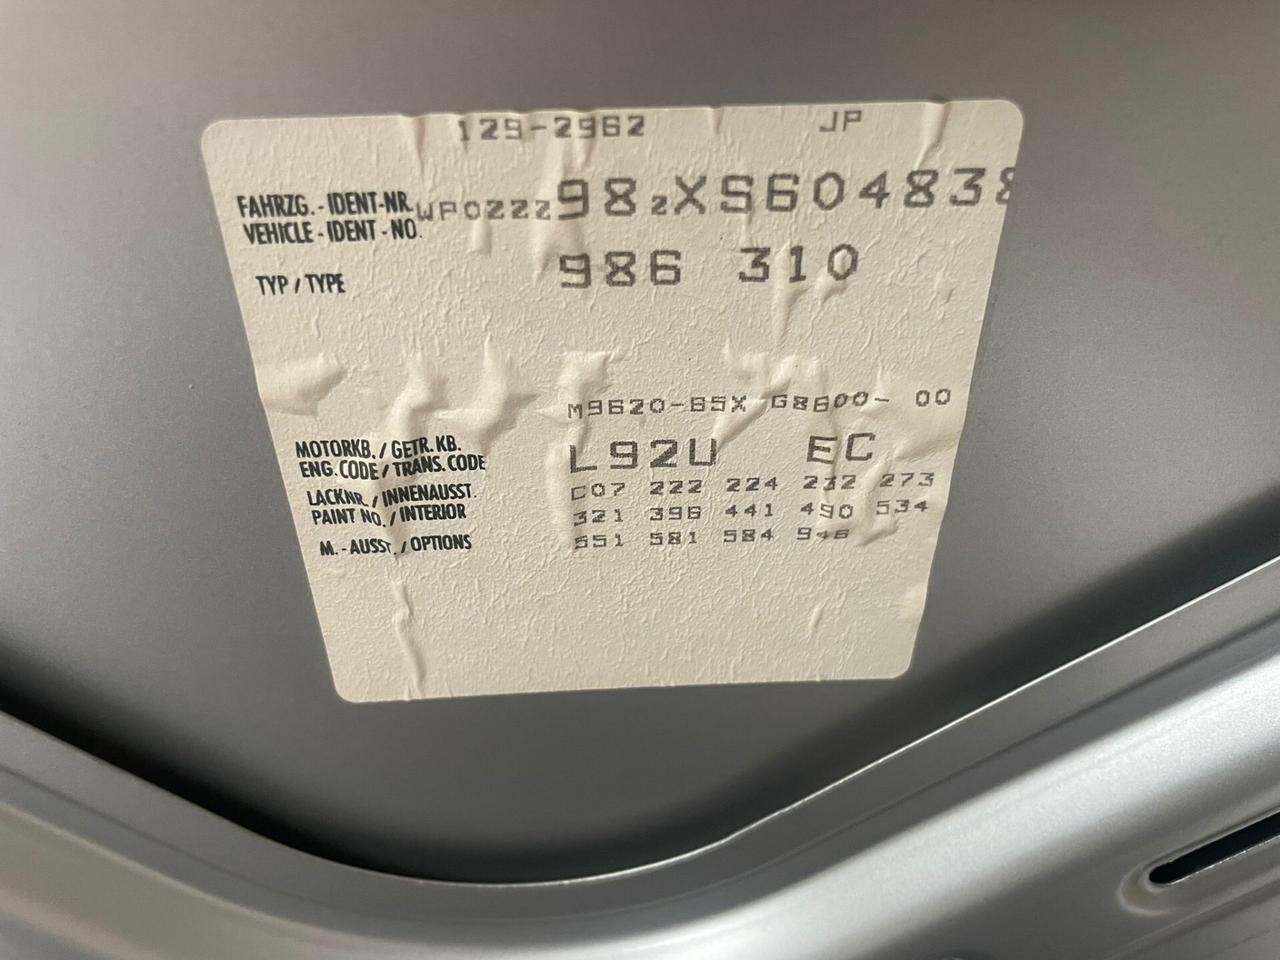 129-2962 JP
FAHRZG.-IDENT-NR. WP0ZZZ98ZXS604838
VEHICLE-IDENT-NO.
TYP/TYPE 986 310
M9620-65X G8600- 00
MOTORKB./GETR.KB. L92U EC
ENG.CODE/TRANS.CODE
LACKNR./INNENAUSST. C07 222 224 232 273
PAINT NO./INTERIOR 321 396 441 490 534
M.-AUSST./OPTIONS 551 581 584 946